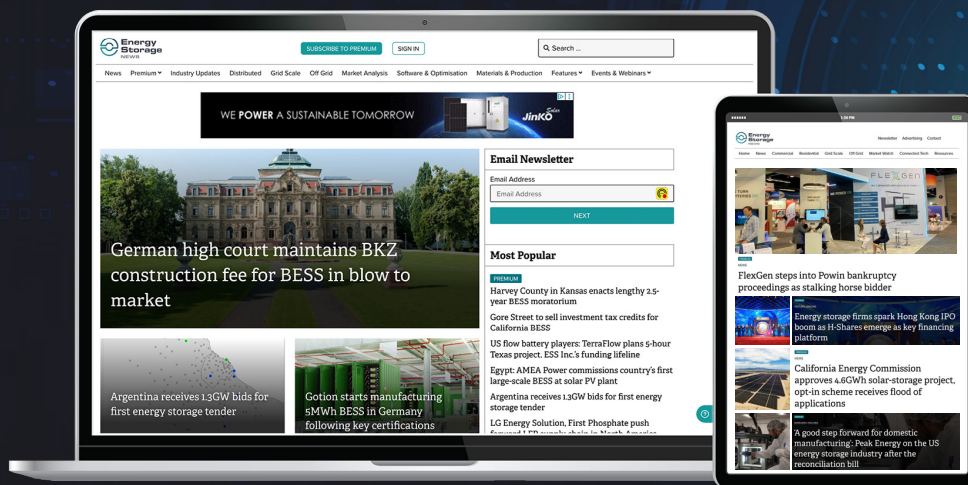 Energy
Storage
NEWS
SUBSCRIBE TO PREMIUM
SIGN IN
Search ...
News Premium Industry Updates Distributed Grid Scale Off Grid Market Analysis Software & Optimisation Materials & Production Features Events & Webinars
WE POWER A SUSTAINABLE TOMORROW
JinKO Solar
German high court maintains BKZ
construction fee for BESS in blow to
market
Argentina receives 1.3GW bids for
first energy storage tender
Gotion starts manufacturing
5MWh BESS in Germany
following key certifications
Email Newsletter
Email Address
Email Address
NEXT
Most Popular
PREMIUM
Harvey County in Kansas enacts lengthy 2.5-
year BESS moratorium
Gore Street to sell investment tax credits for
California BESS
US flow battery players: TerraFlow plans 5-hour
Texas project, ESS Inc.'s funding lifeline
Egypt: AMEA Power commissions country's first
large-scale BESS at solar PV plant
Argentina receives 1.3GW bids for first energy
storage tender
LG Energy Solution, First Phosphate push
forward LFP supply chain in North America
Energy
Storage
NEWS
Newsletter Advertising Contact
Home News Commercial Residential Grid Scale Off Grid Market Watch Connected Tech Resources
FLEXGEN
FlexGen steps into Powin bankruptcy
proceedings as stalking horse bidder
Energy storage firms spark Hong Kong IPO
boom as H-Shares emerge as key financing
platform
NEWS
California Energy Commission
approves 4.6GWh solar-storage project,
opt-in scheme receives flood of
applications
'A good step forward for domestic
manufacturing': Peak Energy on the US
energy storage industry after the
reconciliation bill